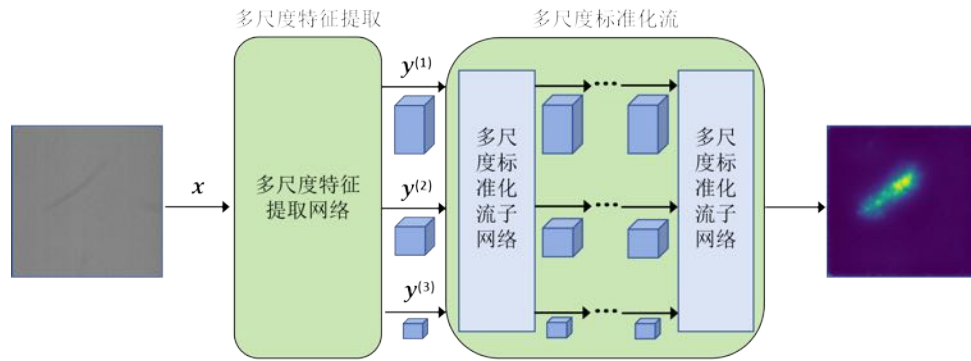 多尺度特征提取
多尺度标准化流
x
多尺度特征
提取网络
y(1)
y(2)
y(3)
多尺
度标
准化
流子
网络
...
...
...
多尺
度标
准化
流子
网络